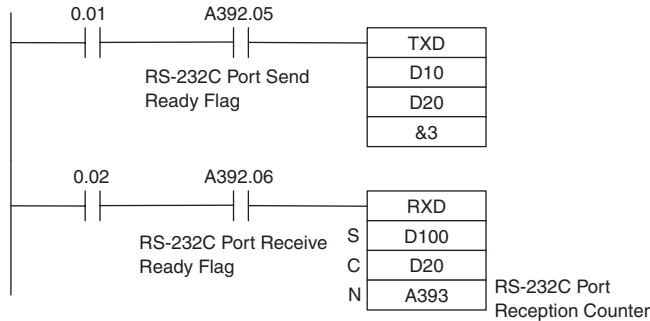 0.01 A392.05
TXD
D10
D20
&3
RS-232C Port Send
Ready Flag
0.02 A392.06
RXD
S D100
C D20
N A393
RS-232C Port Receive
Ready Flag
RS-232C Port
Reception Counter